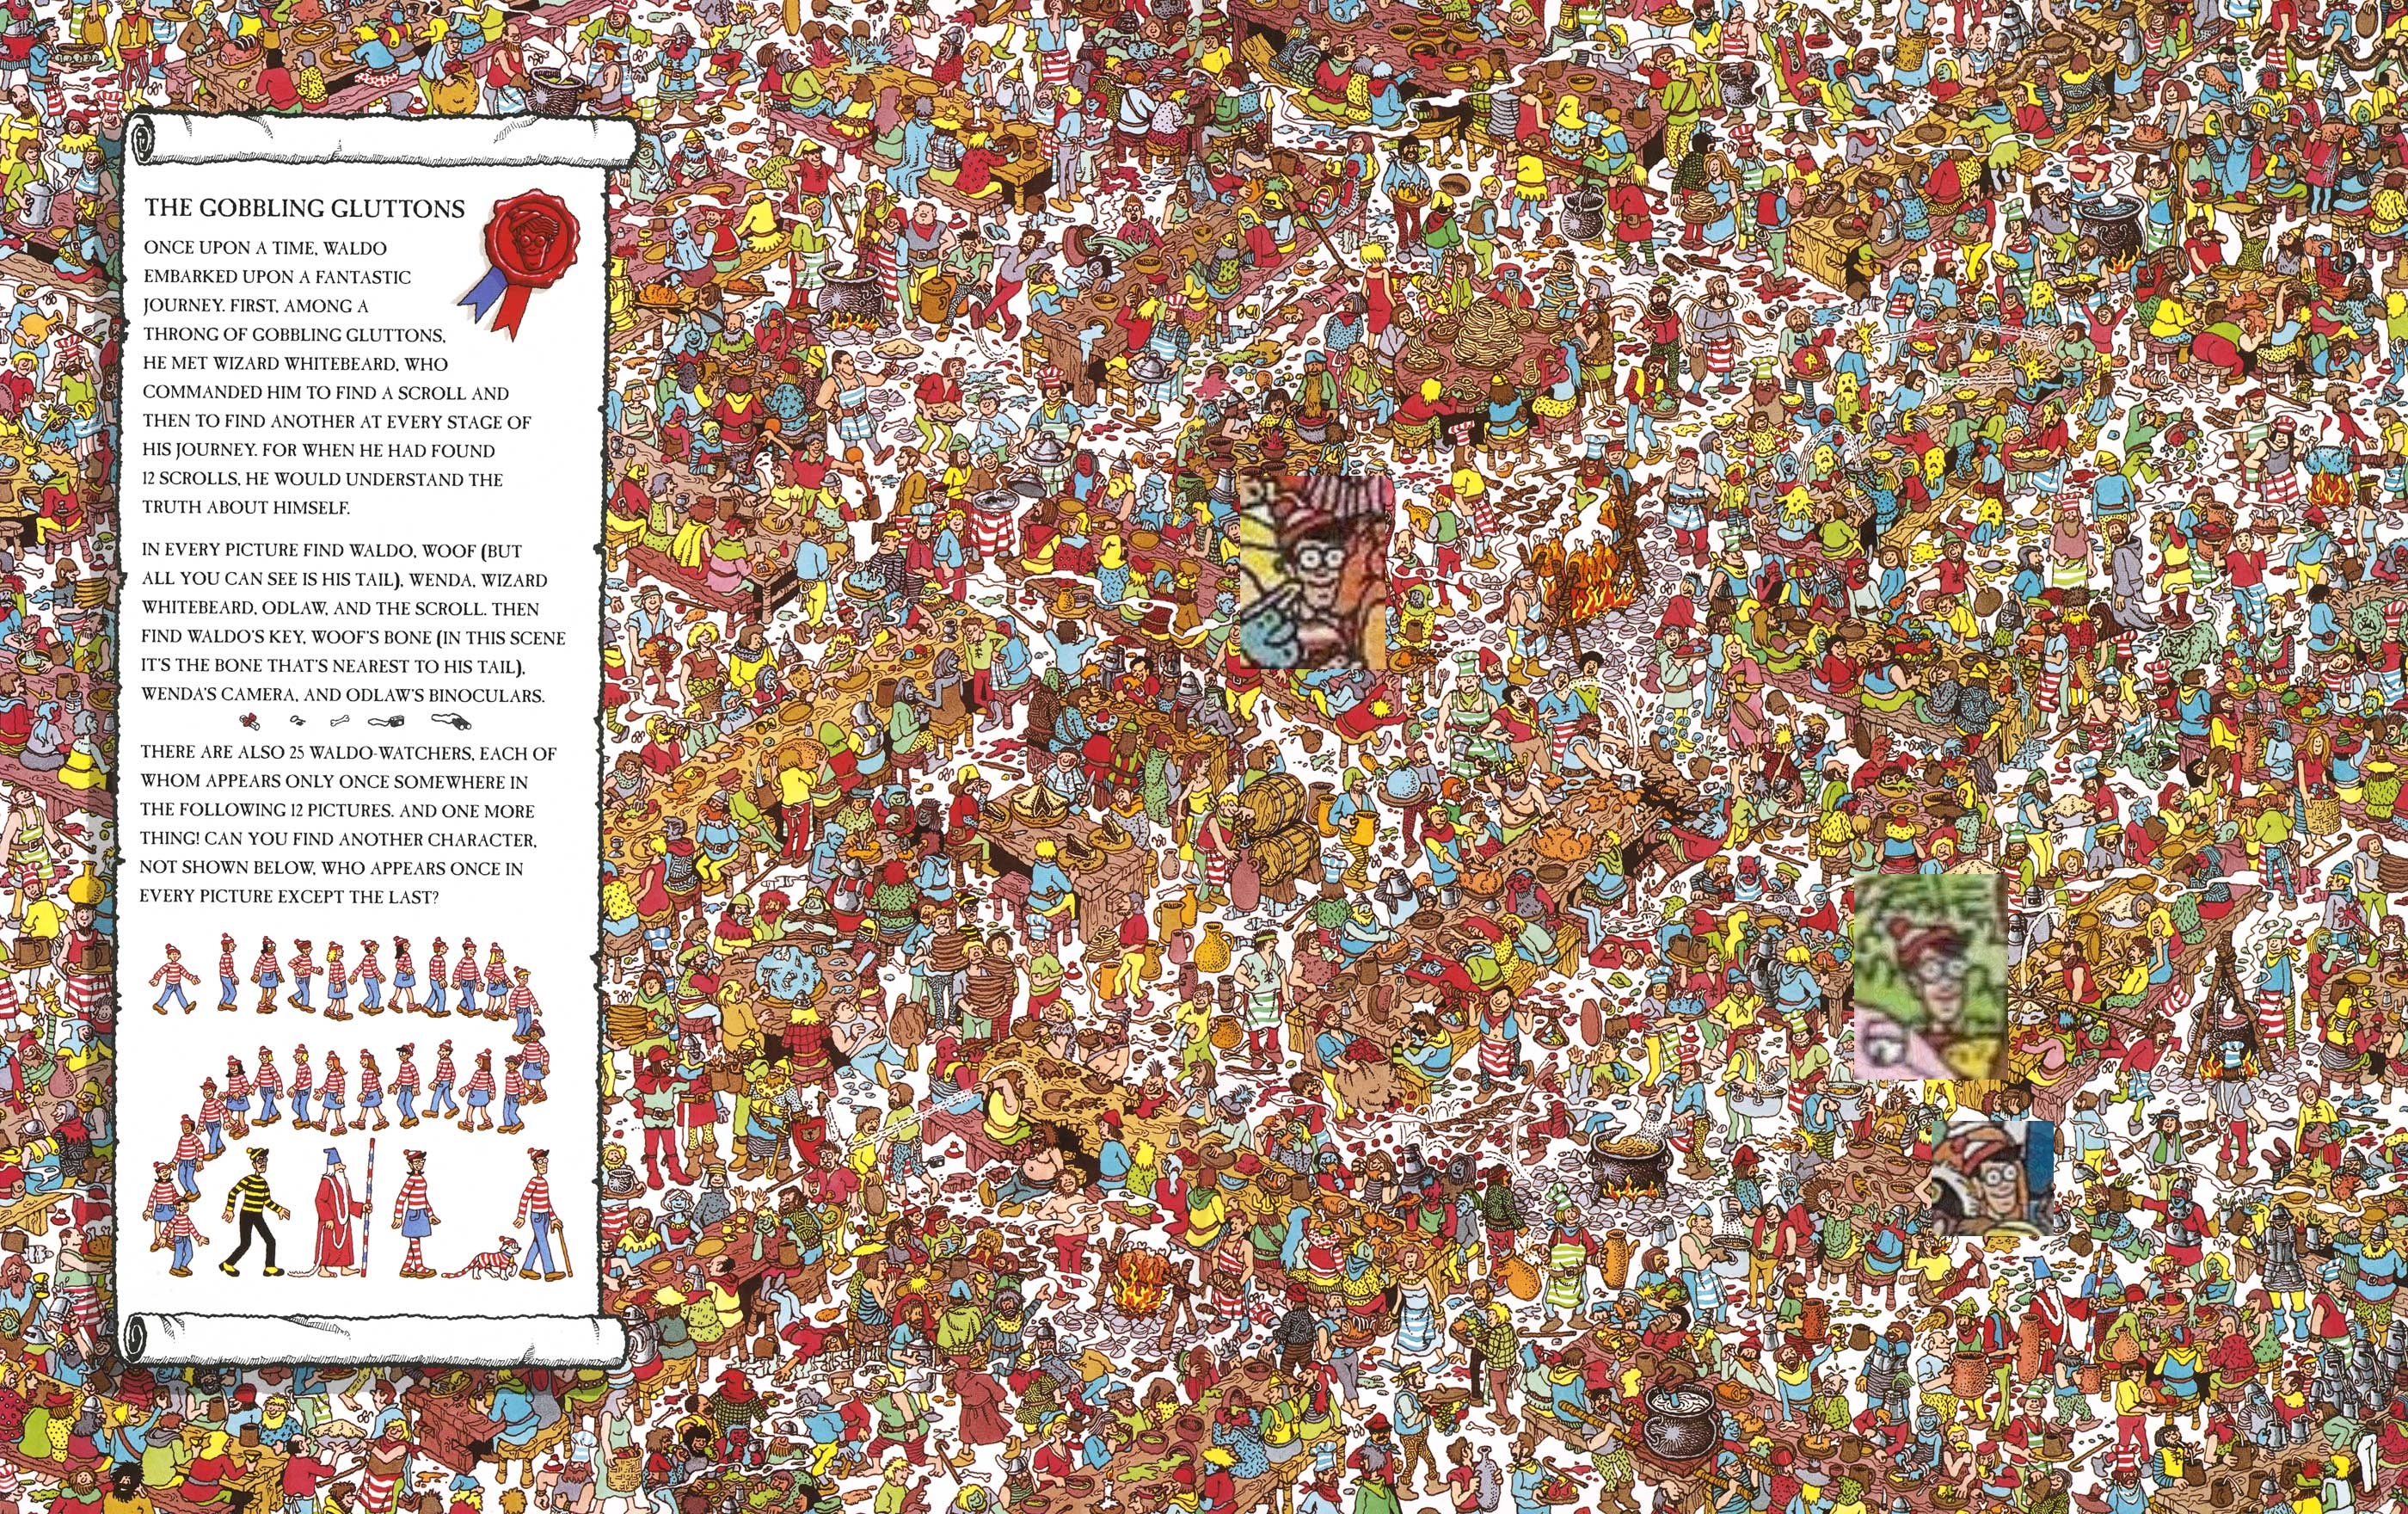 THE GOBBLING GLUTTONS
ONCE UPON A TIME, WALDO
EMBARKED UPON A FANTASTIC
JOURNEY. FIRST, AMONG A
THRONG OF GOBBLING GLUTTONS,
HE MET WIZARD WHITEBEARD, WHO
COMMANDED HIM TO FIND A SCROLL AND
THEN TO FIND ANOTHER AT EVERY STAGE OF
HIS JOURNEY. FOR WHEN HE HAD FOUND
12 SCROLLS, HE WOULD UNDERSTAND THE
TRUTH ABOUT HIMSELF.
IN EVERY PICTURE FIND WALDO, WOOF (BUT
ALL YOU CAN SEE IS HIS TAIL), WENDA, WIZARD
WHITEBEARD, ODLAW, AND THE SCROLL. THEN
FIND WALDO'S KEY, WOOF'S BONE (IN THIS SCENE
IT'S THE BONE THAT'S NEAREST TO HIS TAIL),
WENDA'S CAMERA, AND ODLAW'S BINOCULARS.
THERE ARE ALSO 25 WALDO-WATCHERS, EACH OF
WHOM APPEARS ONLY ONCE SOMEWHERE IN
THE FOLLOWING 12 PICTURES. AND ONE MORE
THING! CAN YOU FIND ANOTHER CHARACTER,
NOT SHOWN BELOW, WHO APPEARS ONCE IN
EVERY PICTURE EXCEPT THE LAST?